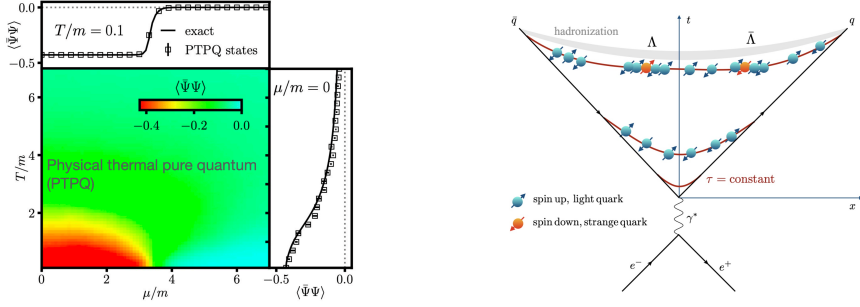 ⟨Ψ̄Ψ⟩
0.0
−0.5
T/m = 0.1
exact
PTPQ states
⟨Ψ̄Ψ⟩
−0.4
−0.2
0.0
Physical thermal pure quantum
(PTPQ)
T/m
6
4
2
0
2
4
6
μ/m
μ/m = 0
−0.5
0.0
⟨Ψ̄Ψ⟩
q̄
t
q
hadronization
Λ
Λ̄
τ = constant
x
spin up, light quark
spin down, strange quark
γ*
e−
e+